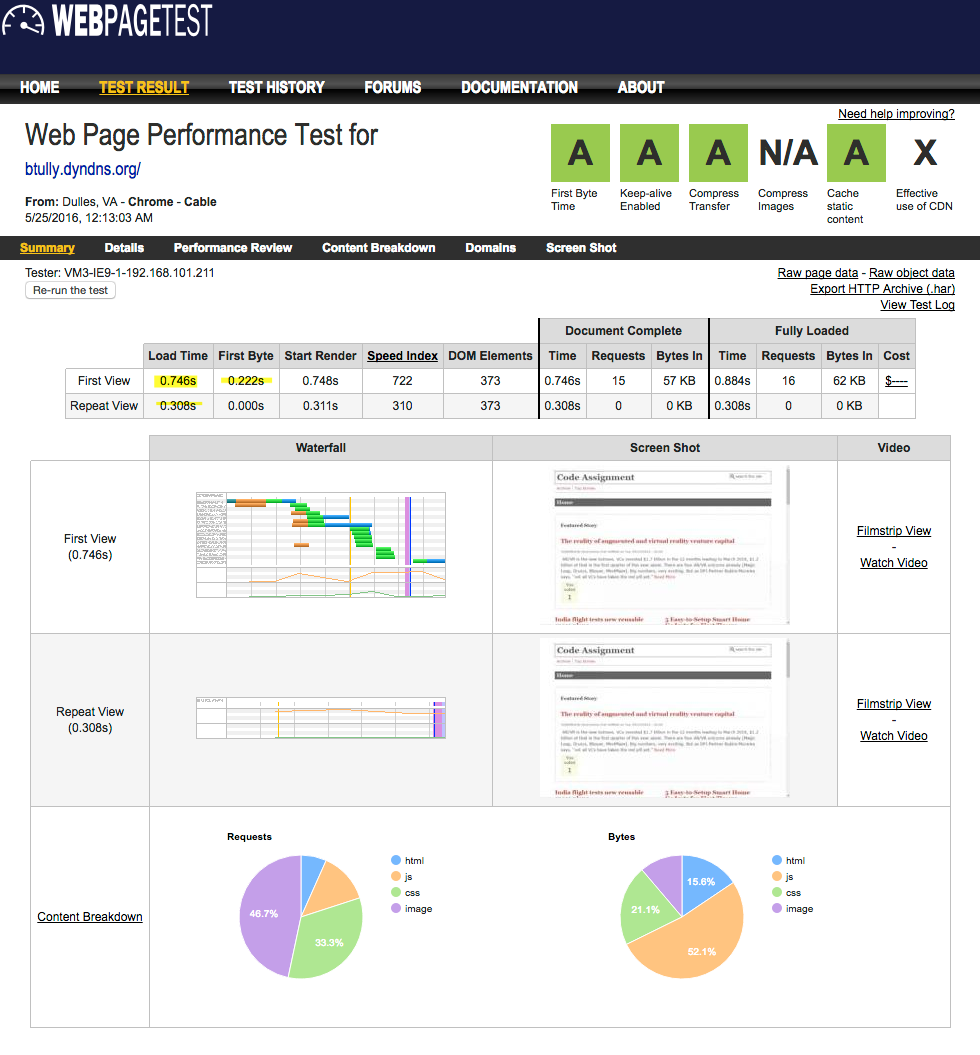 WEBPAGETEST
HOME TEST RESULT TEST HISTORY FORUMS DOCUMENTATION ABOUT
Need help improving?
Web Page Performance Test for
btully.dyndns.org/
From: Dulles, VA - Chrome - Cable
5/25/2016, 12:13:03 AM
A A A N/A A X
First Byte Time
Keep-alive Enabled
Compress Transfer
Compress Images
Cache static content
Effective use of CDN
Summary Details Performance Review Content Breakdown Domains Screen Shot
Tester: VM3-IE9-1-192.168.101.211
Re-run the test
Raw page data - Raw object data
Export HTTP Archive (.har)
View Test Log
Document Complete Fully Loaded
Load Time First Byte Start Render Speed Index DOM Elements Time Requests Bytes In Time Requests Bytes In Cost
First View 0.746s 0.222s 0.748s 722 373 0.746s 15 57 KB 0.884s 16 62 KB $----
Repeat View 0.308s 0.000s 0.311s 310 373 0.308s 0 0 KB 0.308s 0 0 KB
Waterfall Screen Shot Video
First View
(0.746s)
Code Assignment
Home
Featured Story
The reality of augmented and virtual reality venture capital
India flight tests new reusable
5 Easy-to-Setup Smart Home
Filmstrip View
-
Watch Video
Repeat View
(0.308s)
Code Assignment
Home
Featured Story
The reality of augmented and virtual reality venture capital
India flight tests new reusable
5 Easy-to-Setup Smart Home
Filmstrip View
-
Watch Video
Content Breakdown
Requests
46.7%
33.3%
html
js
css
image
Bytes
15.6%
21.1%
52.1%
html
js
css
image